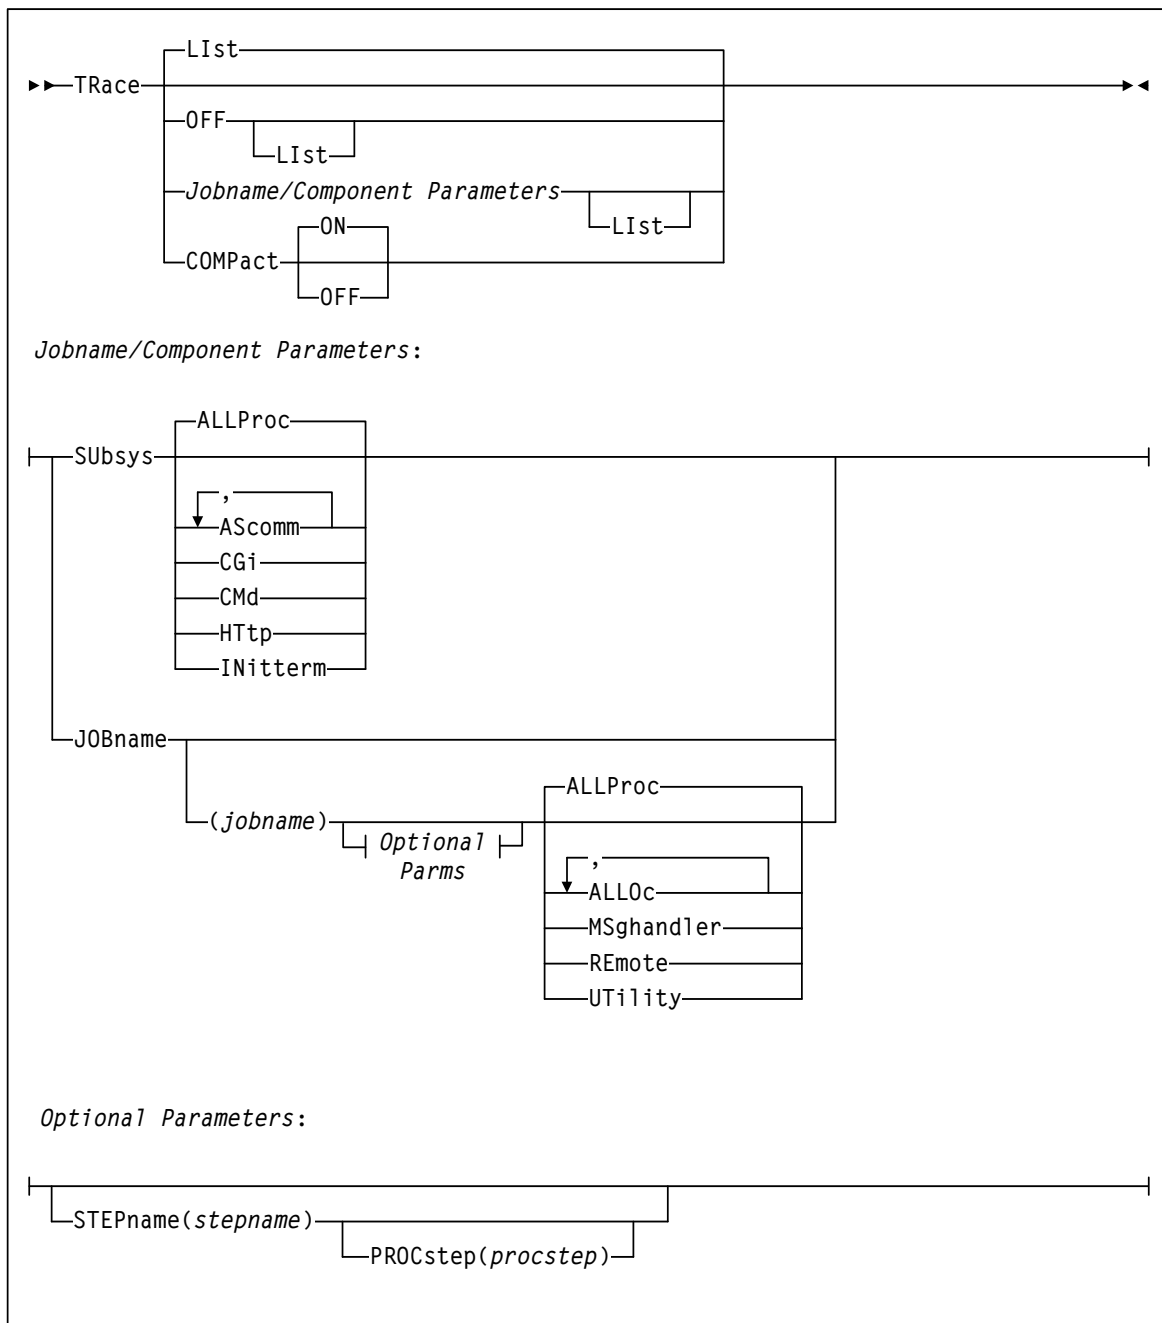 LIst
TRace
OFF
LIst
Jobname/Component Parameters
LIst
ON
COMPact
OFF
Jobname/Component Parameters:
ALLProc
SUbsys
,
AScomm
CGi
CMd
HTtp
INitterm
JOBname
ALLProc
(jobname)
Optional
Parms
,
ALLOc
MSghandler
REmote
UTility
Optional Parameters:
STEPname(stepname)
PROCstep(procstep)